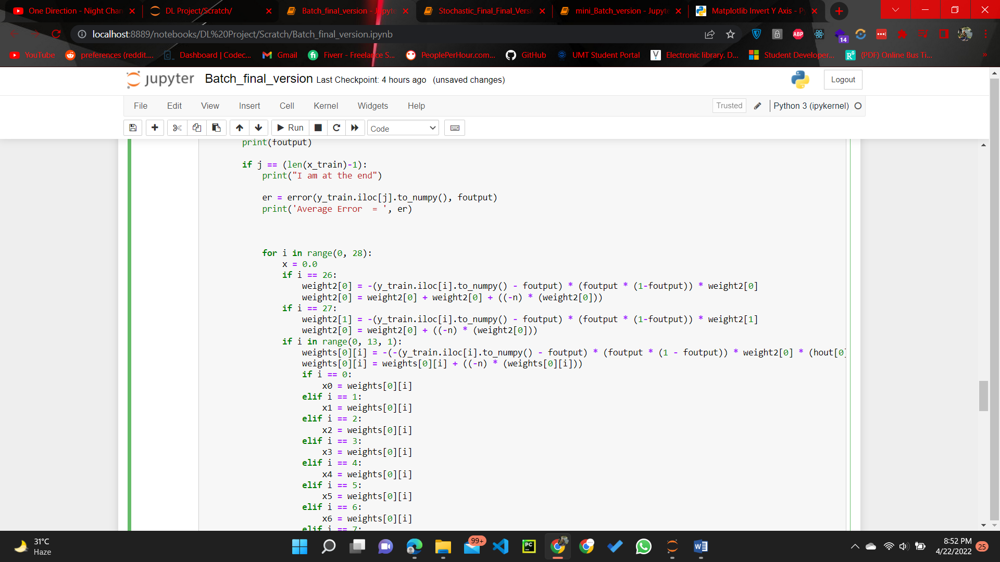 One Direction - Night Chan
DL Project/Scratch/
Batch_final_version - Jupyte
Stochastic_Final_Final_Versio
mini_Batch_version - Jupyte
Matplotlib Invert Y Axis - Py
localhost:8889/notebooks/DL%20Project/Scratch/Batch_final_version.ipynb
ABP
14
YouTube
preferences (reddit....
Dashboard | Codec...
Gmail
Fiverr - Freelance S...
PeoplePerHour.com...
GitHub
UMT Student Portal
Electronic library. D...
Student Developer...
(PDF) Online Bus Ti...
»
jupyter Batch_final_version Last Checkpoint: 4 hours ago (unsaved changes)
Logout
File Edit View Insert Cell Kernel Widgets Help
Trusted
Python 3 (ipykernel)
Run
Code
print(foutput)
if j == (len(x_train)-1):
print("I am at the end")
er = error(y_train.iloc[j].to_numpy(), foutput)
print('Average Error  = ', er)
for i in range(0, 28):
x = 0.0
if i == 26:
weight2[0] = -(y_train.iloc[i].to_numpy() - foutput) * (foutput * (1-foutput)) * weight2[0]
weight2[0] = weight2[0] + weight2[0] + ((-n) * (weight2[0]))
if i == 27:
weight2[1] = -(y_train.iloc[i].to_numpy() - foutput) * (foutput * (1-foutput)) * weight2[1]
weight2[0] = weight2[0] + ((-n) * (weight2[0]))
if i in range(0, 13, 1):
weights[0][i] = -(-(y_train.iloc[i].to_numpy() - foutput) * (foutput * (1 - foutput)) * weight2[0] * (hout[0]
weights[0][i] = weights[0][i] + ((-n) * (weights[0][i]))
if i == 0:
x0 = weights[0][i]
elif i == 1:
x1 = weights[0][i]
elif i == 2:
x2 = weights[0][i]
elif i == 3:
x3 = weights[0][i]
elif i == 4:
x4 = weights[0][i]
elif i == 5:
x5 = weights[0][i]
elif i == 6:
x6 = weights[0][i]
elif i == 7:
31°C
Haze
99+
PC
8:52 PM
4/22/2022
25